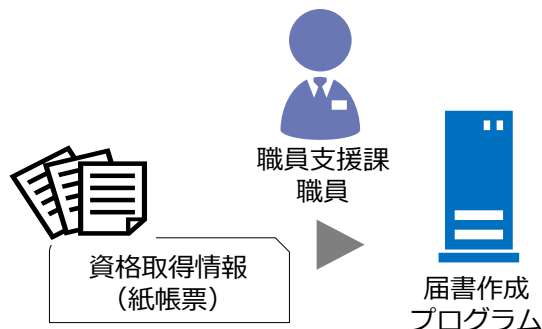 職員支援課
職員
資格取得情報
（紙帳票）
届書作成
プログラム